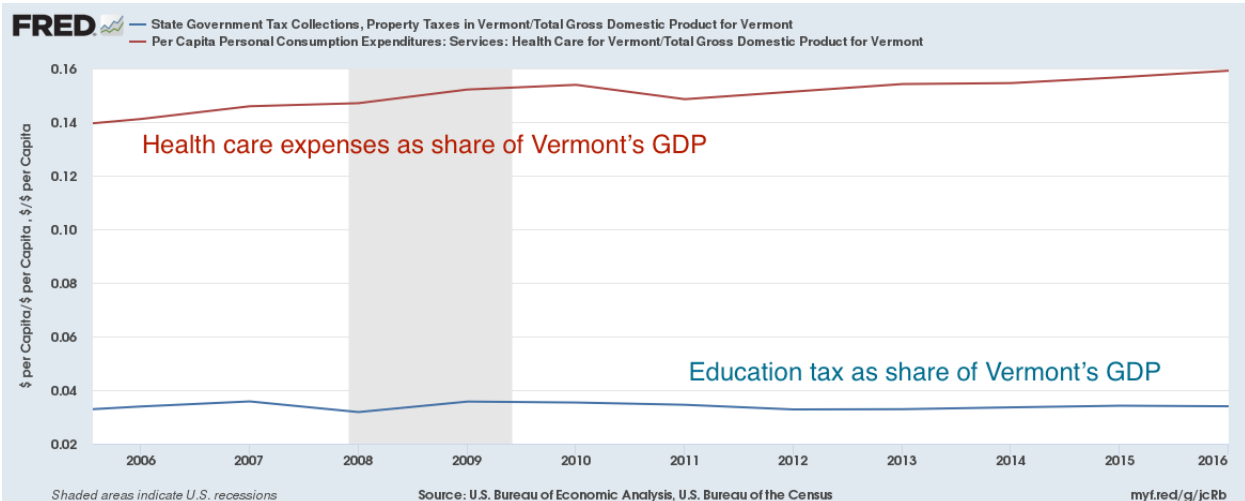 FRED
State Government Tax Collections, Property Taxes in Vermont/Total Gross Domestic Product for Vermont
Per Capita Personal Consumption Expenditures: Services: Health Care for Vermont/Total Gross Domestic Product for Vermont
$ per Capita/$ per Capita , $/$ per Capita
0.16
0.14
0.12
0.10
0.08
0.06
0.04
0.02
Health care expenses as share of Vermont’s GDP
Education tax as share of Vermont’s GDP
2006 2007 2008 2009 2010 2011 2012 2013 2014 2015 2016
Shaded areas indicate U.S. recessions Source: U.S. Bureau of Economic Analysis, U.S. Bureau of the Census myf.red/g/jcRb